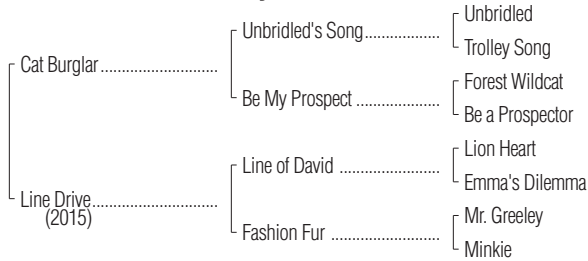 Unbridled
Unbridled's Song
Trolley Song
Cat Burglar
Forest Wildcat
Be My Prospect
Be a Prospector
Lion Heart
Line of David
Emma's Dilemma
Line Drive
(2015)
Mr. Greeley
Fashion Fur
Minkie